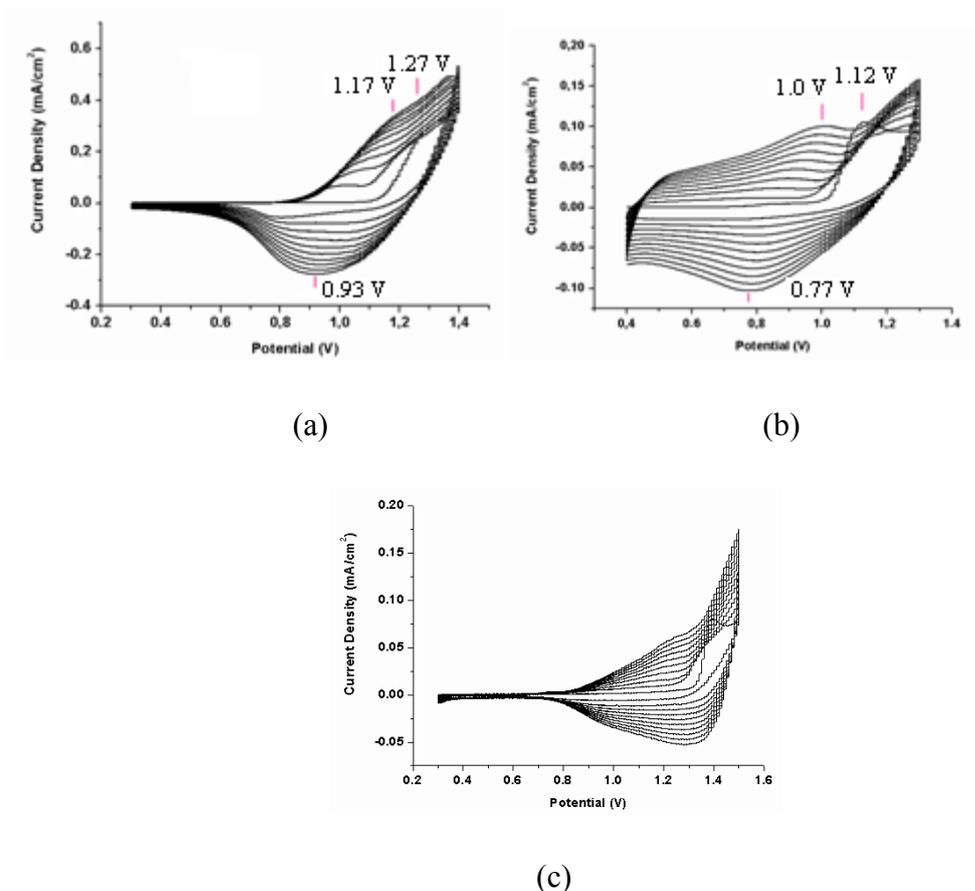 0.6
0.4
0.2
0.0
-0.2
-0.4
Current Density (mA/cm²)
1.17 V
1.27 V
0.93 V
0.2 0.4 0.6 0.8 1,0 1,2 1,4
Potential (V)
0,20
0,15
0.10
0.05
0.00
-0.05
-0.10
Current Density (mA/cm²)
1.0 V
1.12 V
0.77 V
0,4 0,6 0,8 1.0 1.2 1.4
Potential (V)
(a)
(b)
0.20
0.15
0.10
0.05
0.00
-0.05
Current Density (mA/cm²)
0.2 0.4 0.6 0.8 1.0 1.2 1.4 1.6
Potential (V)
(c)